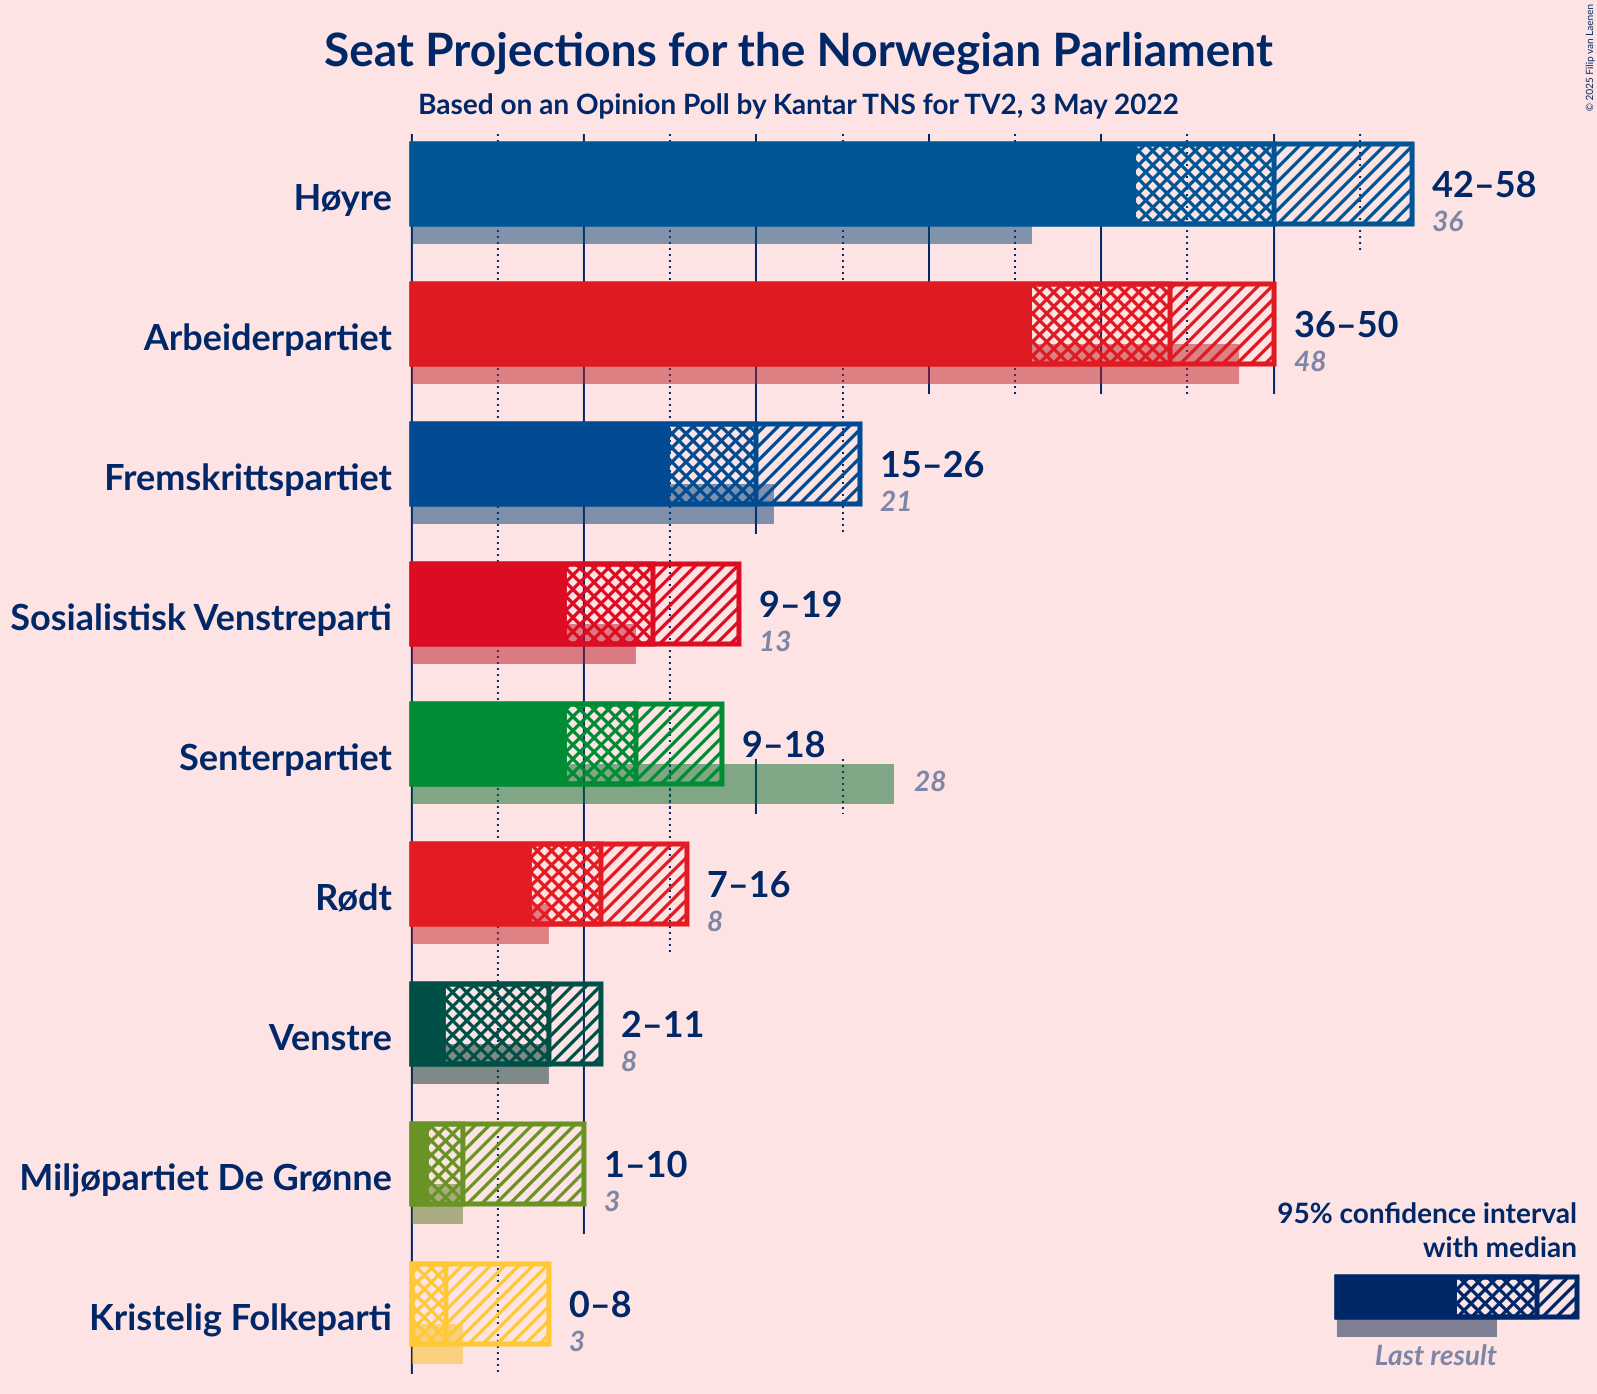 Seat Projections for the Norwegian Parliament
Based on an Opinion Poll by Kantar TNS for TV2, 3 May 2022
© 2025 Filip van Laenen
Høyre
42–58
36
Arbeiderpartiet
36–50
48
Fremskrittspartiet
15–26
21
Sosialistisk Venstreparti
9–19
13
Senterpartiet
9–18
28
Rødt
7–16
8
Venstre
2–11
8
Miljøpartiet De Grønne
1–10
3
Kristelig Folkeparti
0–8
3
95% confidence interval
with median
Last result